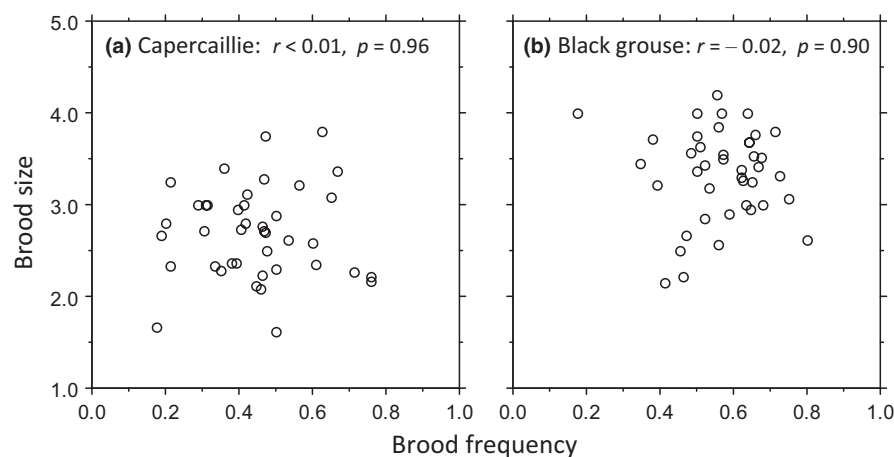 (a) Capercaillie: r < 0.01, p = 0.96
(b) Black grouse: r = – 0.02, p = 0.90
5.0
4.0
3.0
2.0
1.0
Brood size
0.0 0.2 0.4 0.6 0.8 1.0
0.0 0.2 0.4 0.6 0.8 1.0
Brood frequency